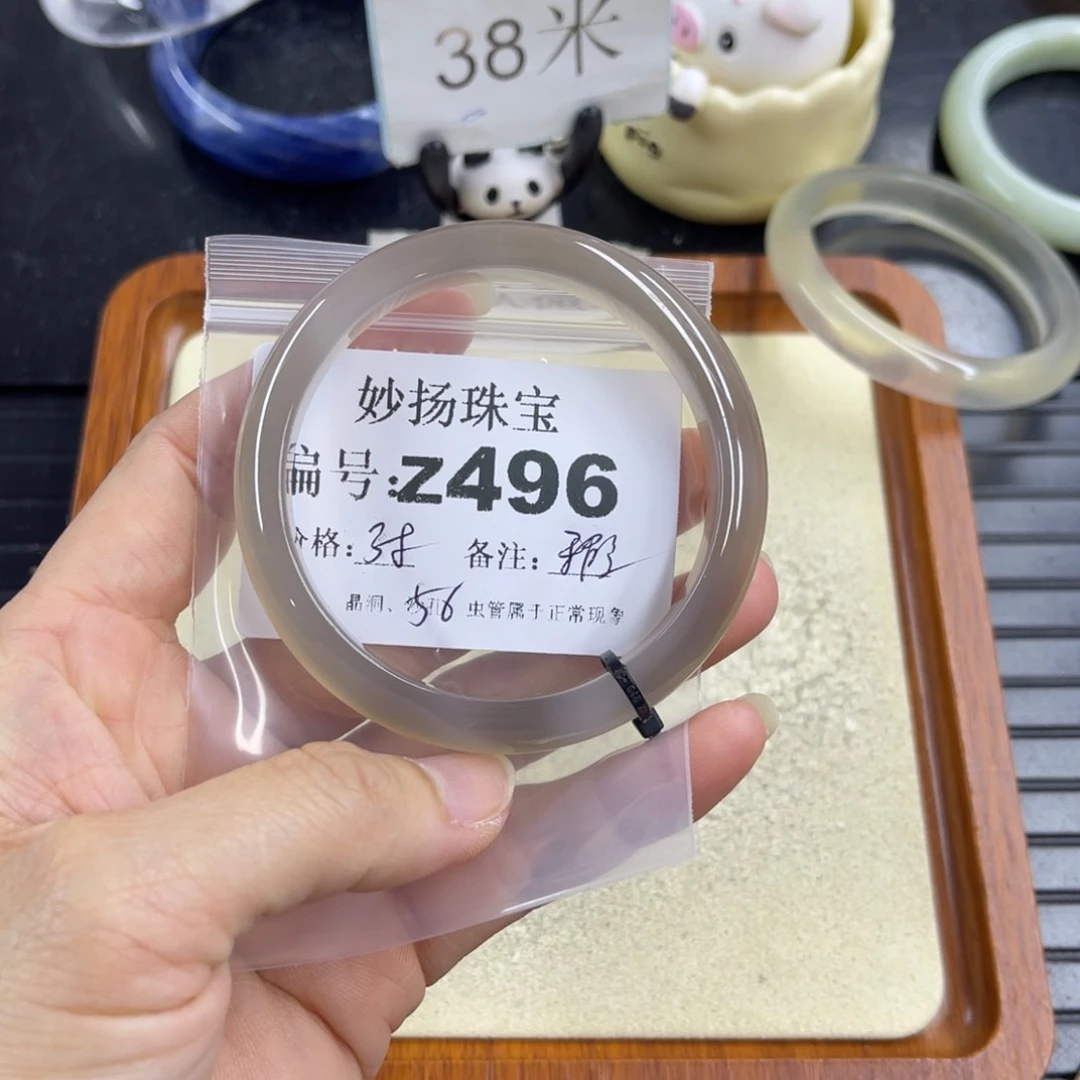 38米
妙扬珠宝
编号:z496
价格: 备注:
晶洞、 56 虫管属于正常现象